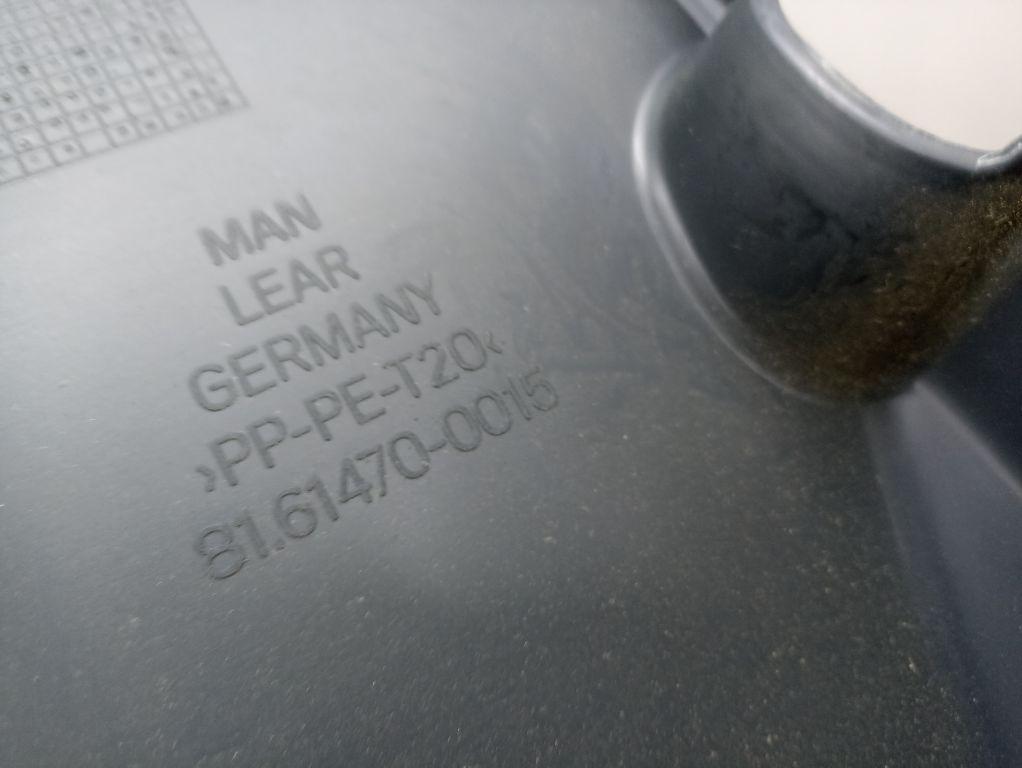 MAN
LEAR
GERMANY
›PP-PE-T20‹
81.61470-0015